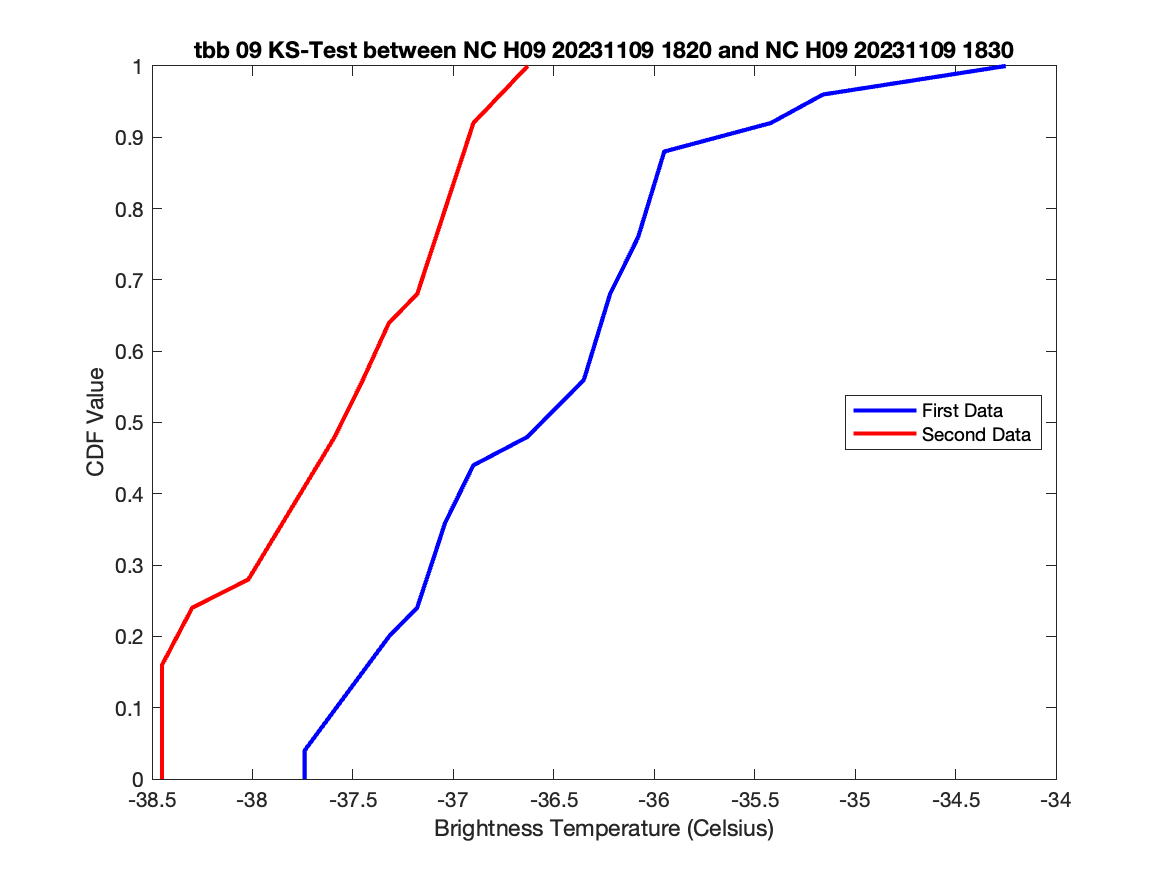 tbb 09 KS-Test between NC H09 20231109 1820 and NC H09 20231109 1830
1
0.9
0.8
0.7
0.6
0.5
0.4
0.3
0.2
0.1
0
CDF Value
First Data
Second Data
-38.5 -38 -37.5 -37 -36.5 -36 -35.5 -35 -34.5 -34
Brightness Temperature (Celsius)